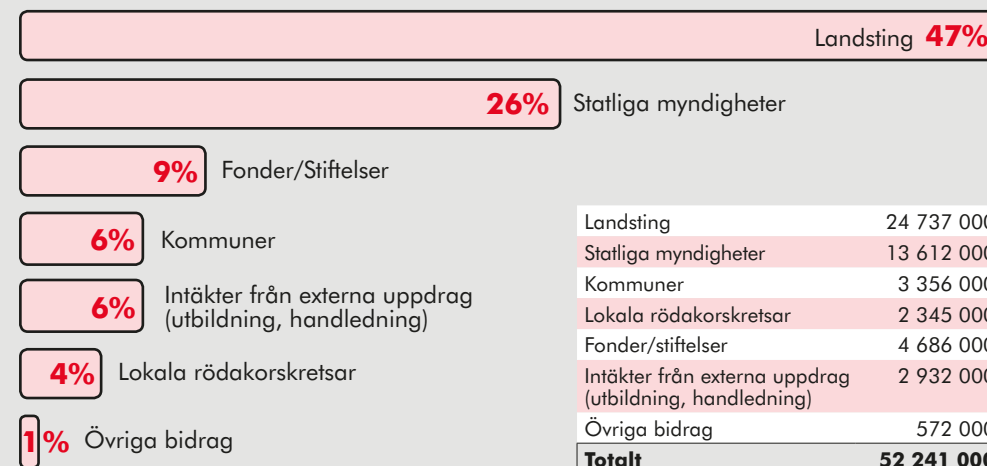 Landsting 47%
26% Statliga myndigheter
9% Fonder/Stiftelser
6% Kommuner
6% Intäkter från externa uppdrag
(utbildning, handledning)
4% Lokala rödakorskretsar
1% Övriga bidrag
Landsting 24 737 000
Statliga myndigheter 13 612 000
Kommuner 3 356 000
Lokala rödakorskretsar 2 345 000
Fonder/stiftelser 4 686 000
Intäkter från externa uppdrag 2 932 000
(utbildning, handledning)
Övriga bidrag 572 000
Totalt 52 241 000